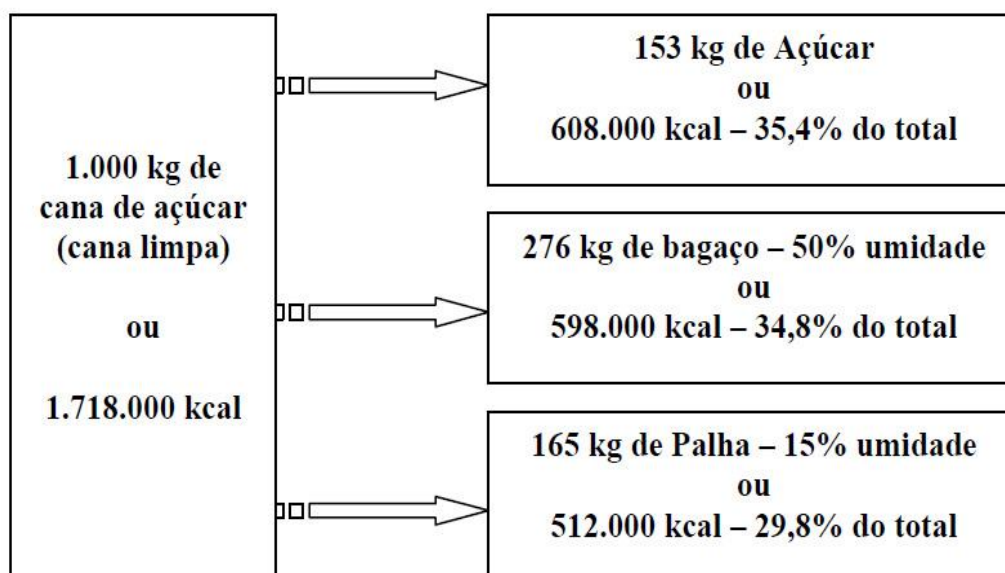 1.000 kg de
cana de açúcar
(cana limpa)
ou
1.718.000 kcal
153 kg de Açúcar
ou
608.000 kcal – 35,4% do total
276 kg de bagaço – 50% umidade
ou
598.000 kcal – 34,8% do total
165 kg de Palha – 15% umidade
ou
512.000 kcal – 29,8% do total